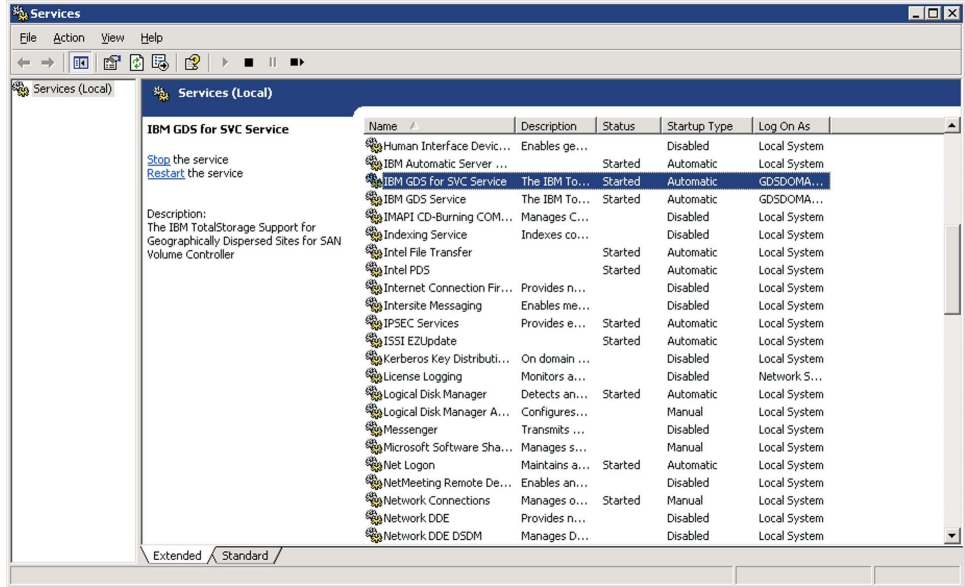 Services
File Action View Help
Services (Local)
Services (Local)
IBM GDS for SVC Service
Stop the service
Restart the service
Description:
The IBM TotalStorage Support for
Geographically Dispersed Sites for SAN
Volume Controller
Name Description Status Startup Type Log On As
Human Interface Devic... Enables ge... Disabled Local System
IBM Automatic Server ... Started Automatic Local System
IBM GDS for SVC Service The IBM To... Started Automatic GDSDOMA...
IBM GDS Service The IBM To... Started Automatic GDSDOMA...
IMAPI CD-Burning COM... Manages C... Disabled Local System
Indexing Service Indexes co... Disabled Local System
Intel File Transfer Started Automatic Local System
Intel PDS Started Automatic Local System
Internet Connection Fir... Provides n... Disabled Local System
Intersite Messaging Enables me... Disabled Local System
IPSEC Services Provides e... Started Automatic Local System
ISSI EZUpdate Started Automatic Local System
Kerberos Key Distributi... On domain ... Disabled Local System
License Logging Monitors a... Disabled Network S...
Logical Disk Manager Detects an... Started Automatic Local System
Logical Disk Manager A... Configures... Manual Local System
Messenger Transmits ... Disabled Local System
Microsoft Software Sha... Manages s... Manual Local System
Net Logon Maintains a... Started Automatic Local System
NetMeeting Remote De... Enables an... Disabled Local System
Network Connections Manages o... Started Manual Local System
Network DDE Provides n... Disabled Local System
Network DDE DSDM Manages D... Disabled Local System
Extended Standard